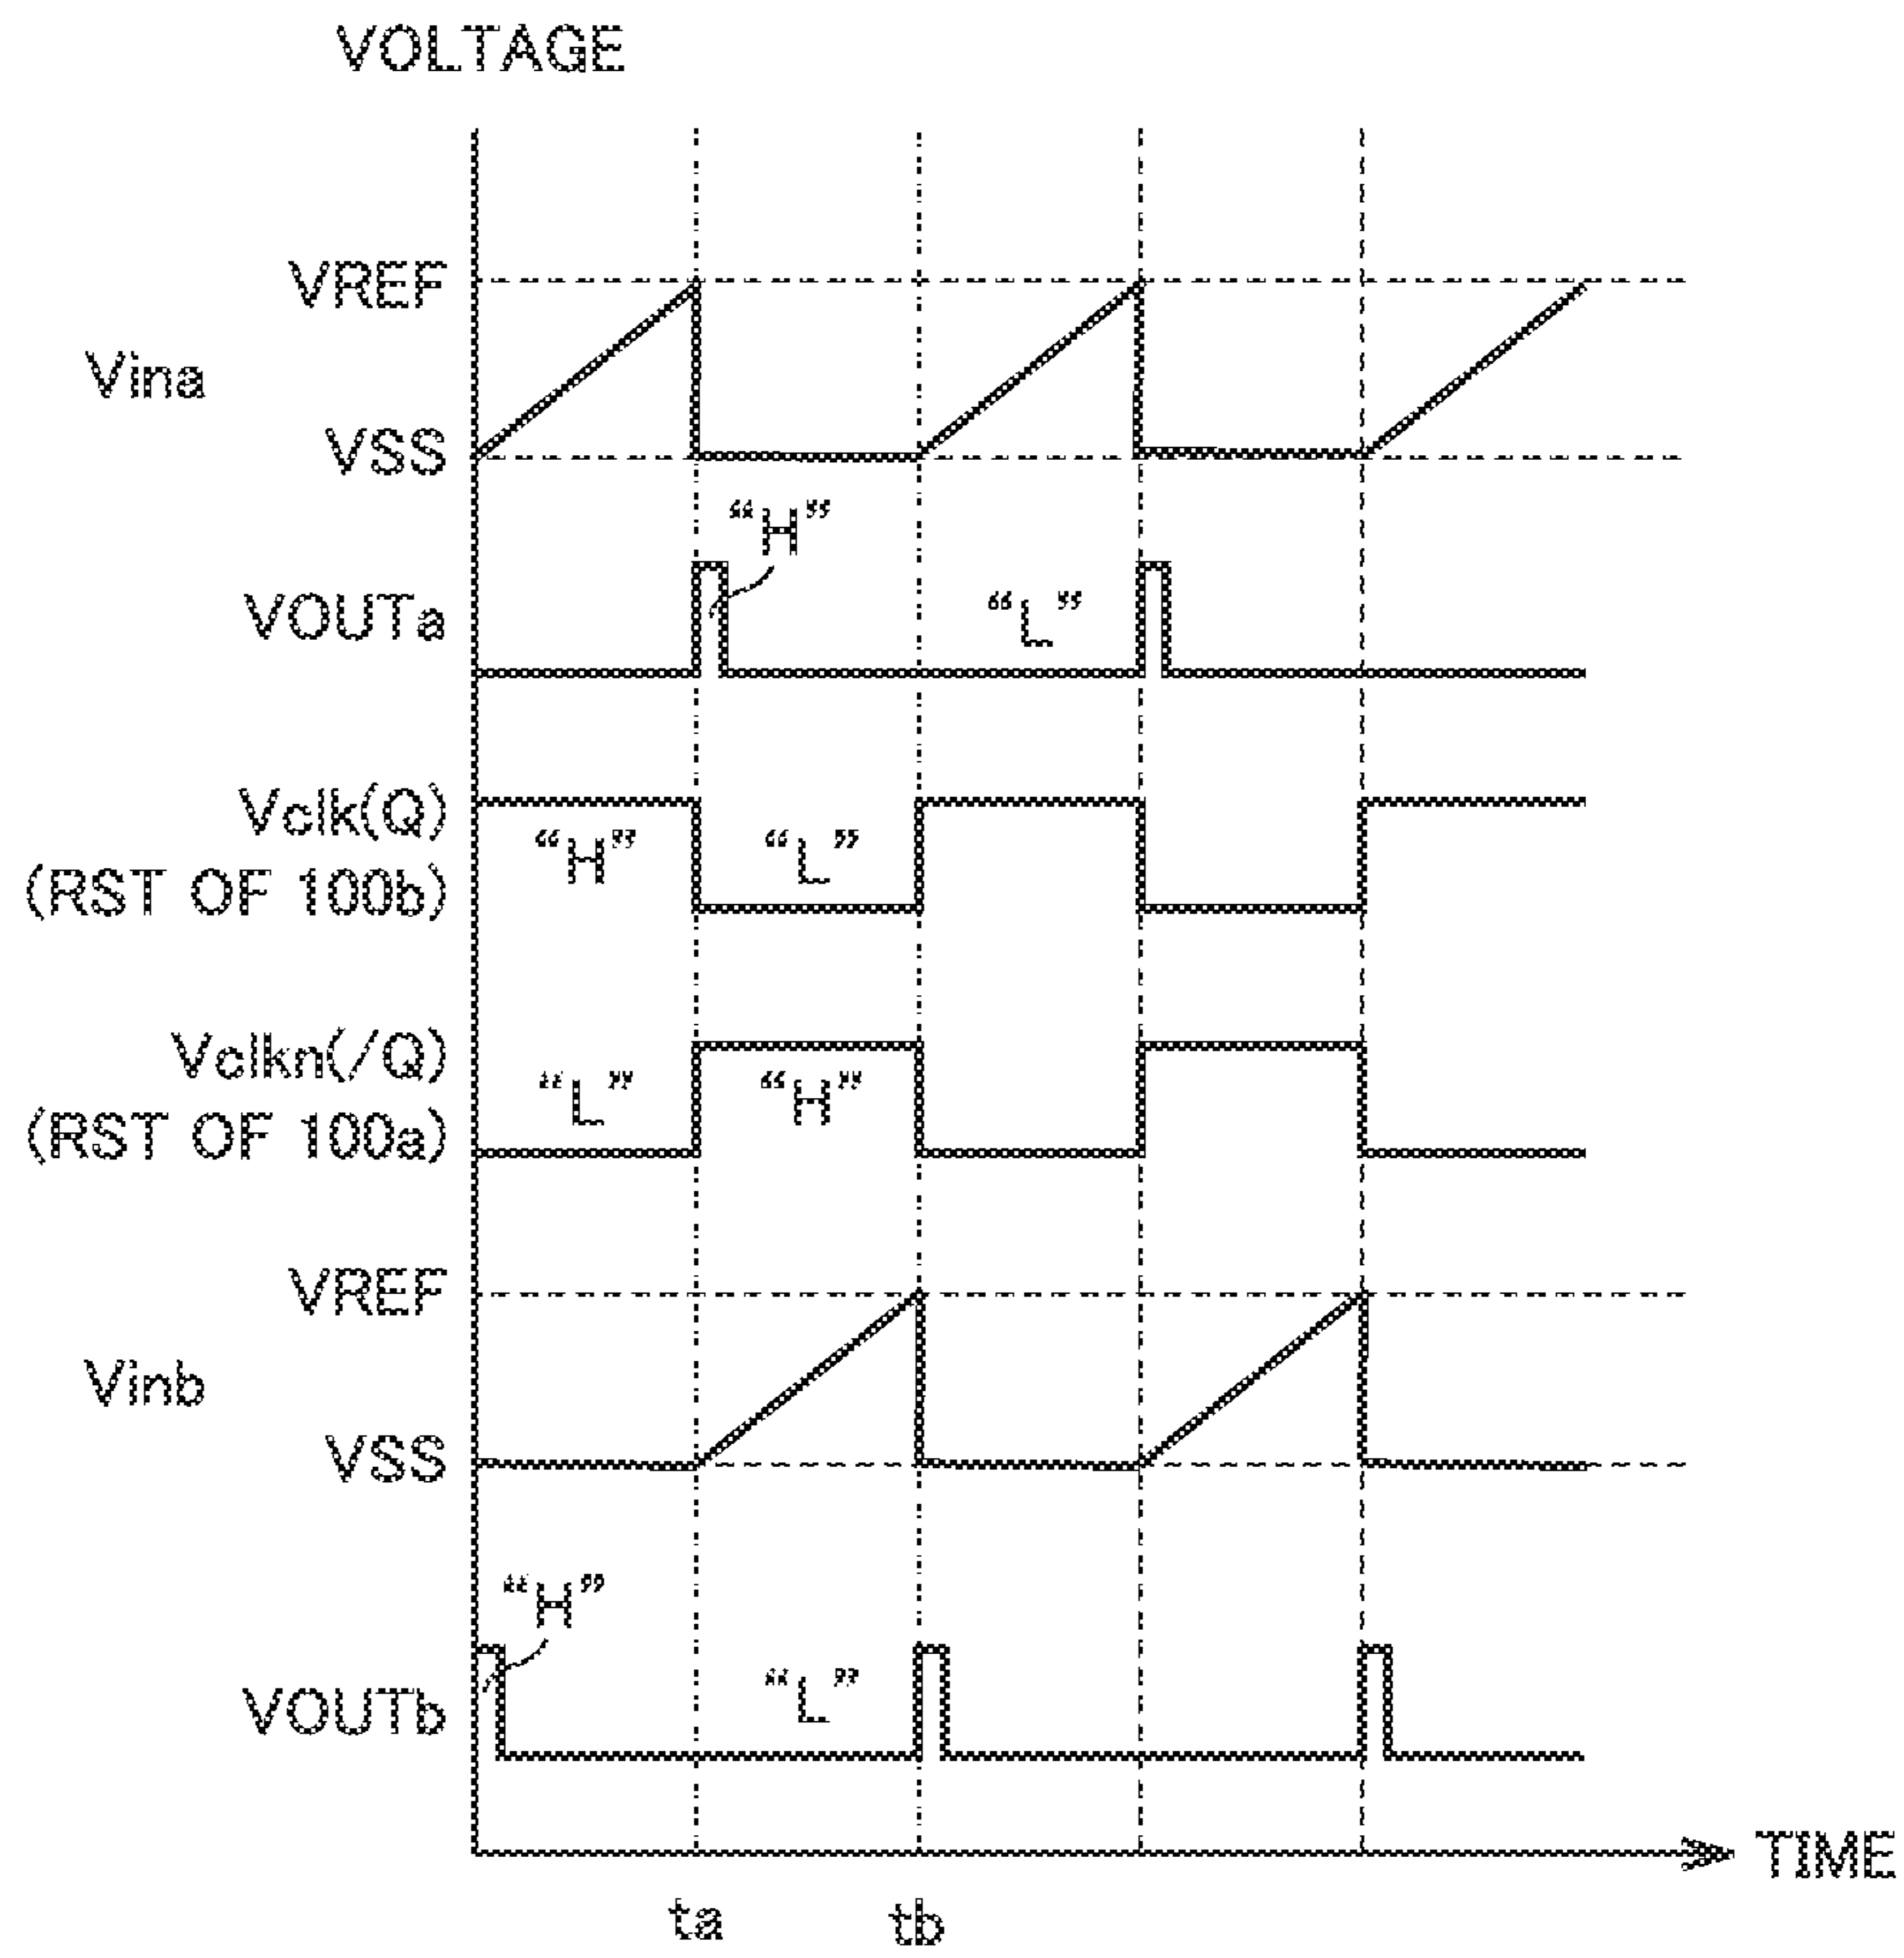 VOLTAGE
VREF
Vina
VSS
“H”
VOUTa
“L”
Vclk(Q)
(RST OF 100b)
“H” “L”
Vclkn(/Q)
(RST OF 100a)
“L” “H”
VREF
Vinb
VSS
“H”
VOUTb
“L”
TIME
ta tb